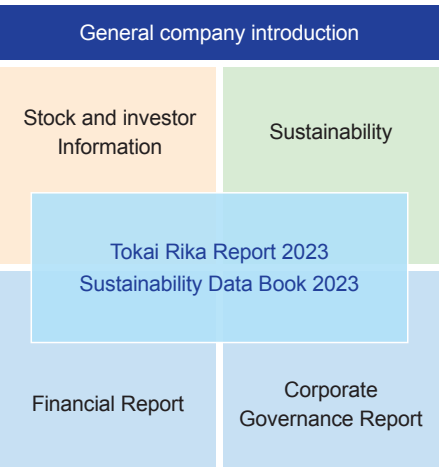 General company introduction
Stock and investor
Information
Sustainability
Tokai Rika Report 2023
Sustainability Data Book 2023
Financial Report
Corporate
Governance Report